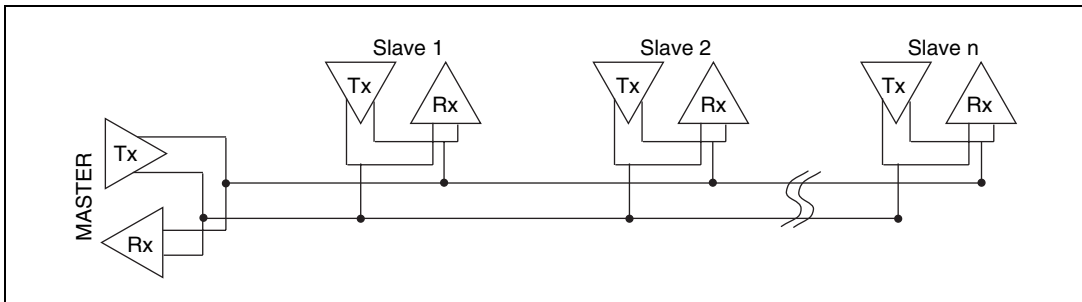 Slave 1
Slave 2
Slave n
Tx
Rx
Tx
Rx
Tx
Rx
MASTER
Tx
Rx